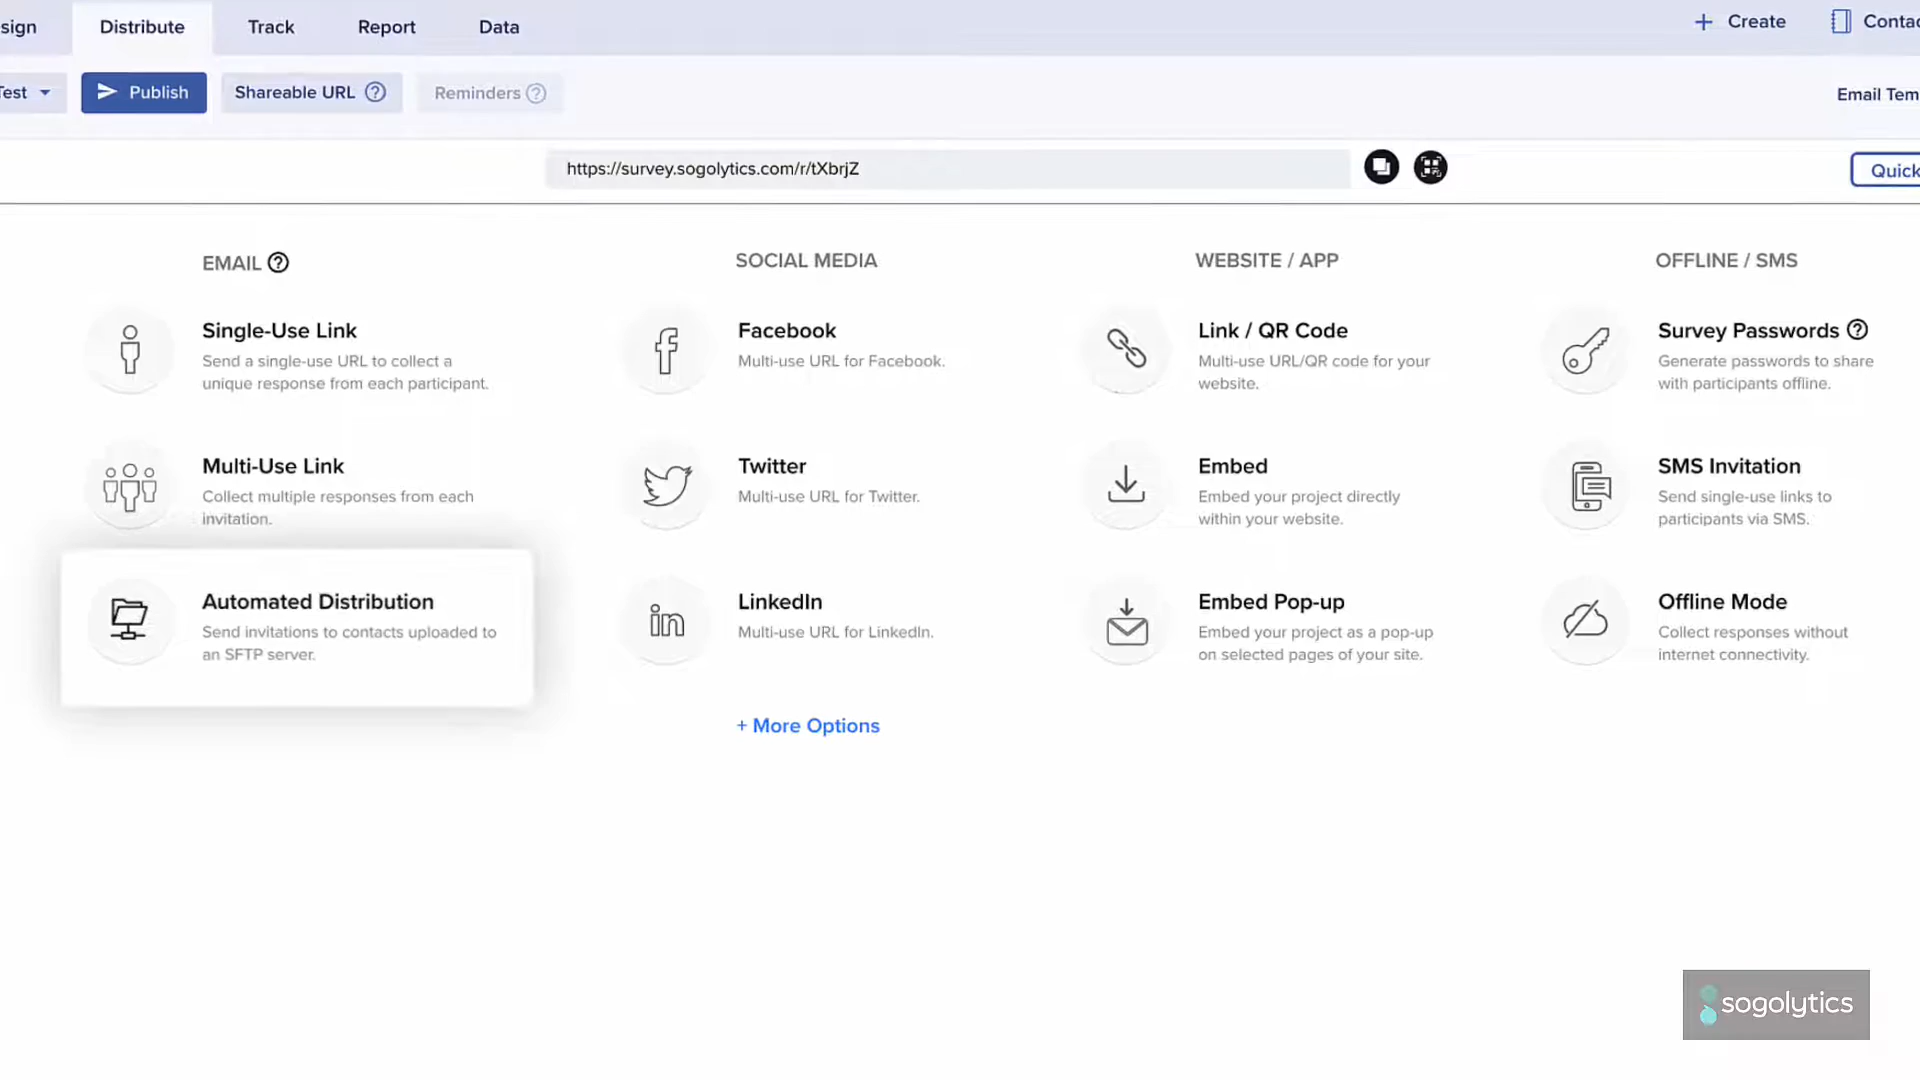 sign
Distribute
Track
Report
Data
+ Create
Contac
Test
Publish
Shareable URL ?
Reminders ?
Email Tem
https://survey.sogolytics.com/r/tXbrjZ
Quick
EMAIL ?
Single-Use Link
Send a single-use URL to collect a
unique response from each participant.
Multi-Use Link
Collect multiple responses from each
invitation.
Automated Distribution
Send invitations to contacts uploaded to
an SFTP server.
SOCIAL MEDIA
Facebook
Multi-use URL for Facebook.
Twitter
Multi-use URL for Twitter.
LinkedIn
Multi-use URL for LinkedIn.
+ More Options
WEBSITE / APP
Link / QR Code
Multi-use URL/QR code for your
website.
Embed
Embed your project directly
within your website.
Embed Pop-up
Embed your project as a pop-up
on selected pages of your site.
OFFLINE / SMS
Survey Passwords ?
Generate passwords to share
with participants offline.
SMS Invitation
Send single-use links to
participants via SMS.
Offline Mode
Collect responses without
internet connectivity.
sogolytics